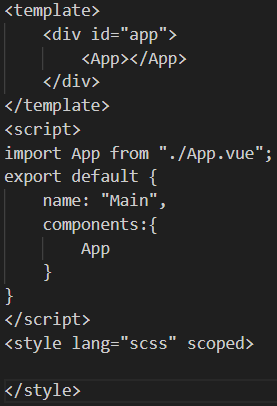 <template>
    <div id="app">
        <App></App>
    </div>
</template>
<script>
import App from "./App.vue";
export default {
    name: "Main",
    components:{
        App
    }
}
</script>
<style lang="scss" scoped>

</style>